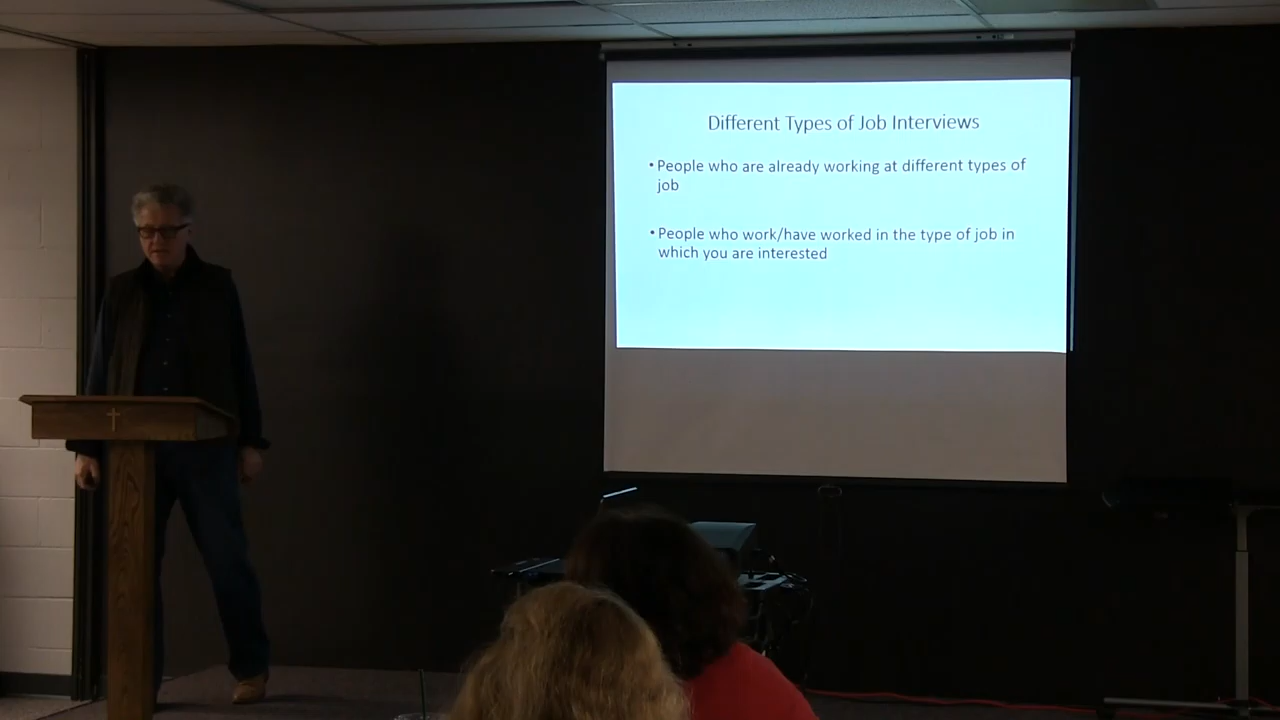 Different Types of Job Interviews
• People who are already working at different types of
job
• People who work/have worked in the type of job in
which you are interested